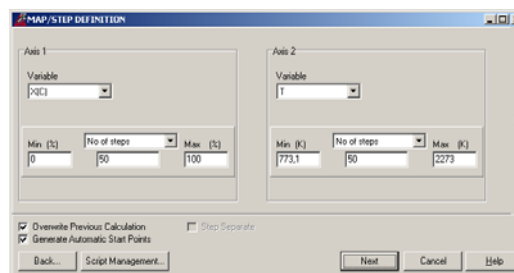 MAP/STEP DEFINITION
Axis 1
Axis 2
Variable
Variable
X(C)
T
Min (%) No of steps Max (%)
Min (K) No of steps Max (K)
0 50 100
773,1 50 2273
Overwrite Previous Calculation Step Separate
Generate Automatic Start Points
Back... Script Management... Next Cancel Help